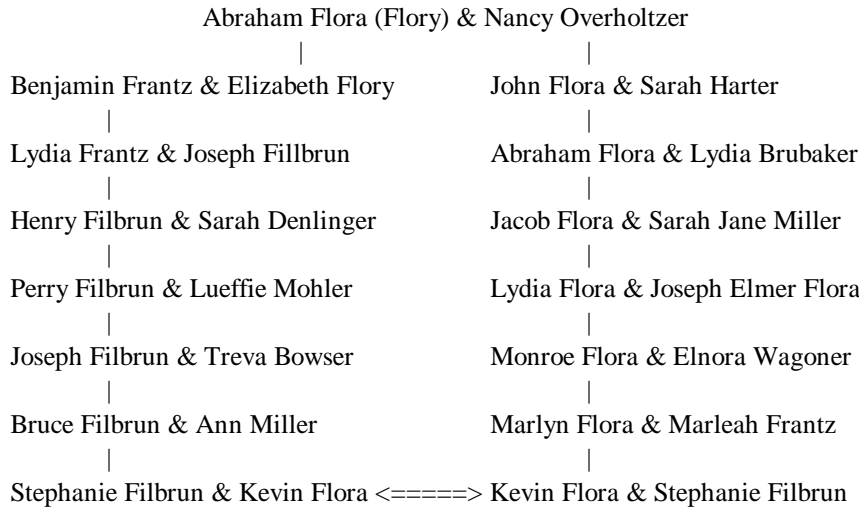 Abraham Flora (Flory) & Nancy Overholtzer
| |
Benjamin Frantz & Elizabeth Flory John Flora & Sarah Harter
| |
Lydia Frantz & Joseph Fillbrun Abraham Flora & Lydia Brubaker
| |
Henry Filbrun & Sarah Denlinger Jacob Flora & Sarah Jane Miller
| |
Perry Filbrun & Lueffie Mohler Lydia Flora & Joseph Elmer Flora
| |
Joseph Filbrun & Treva Bowser Monroe Flora & Elnora Wagoner
| |
Bruce Filbrun & Ann Miller Marlyn Flora & Marleah Frantz
| |
Stephanie Filbrun & Kevin Flora <=====> Kevin Flora & Stephanie Filbrun